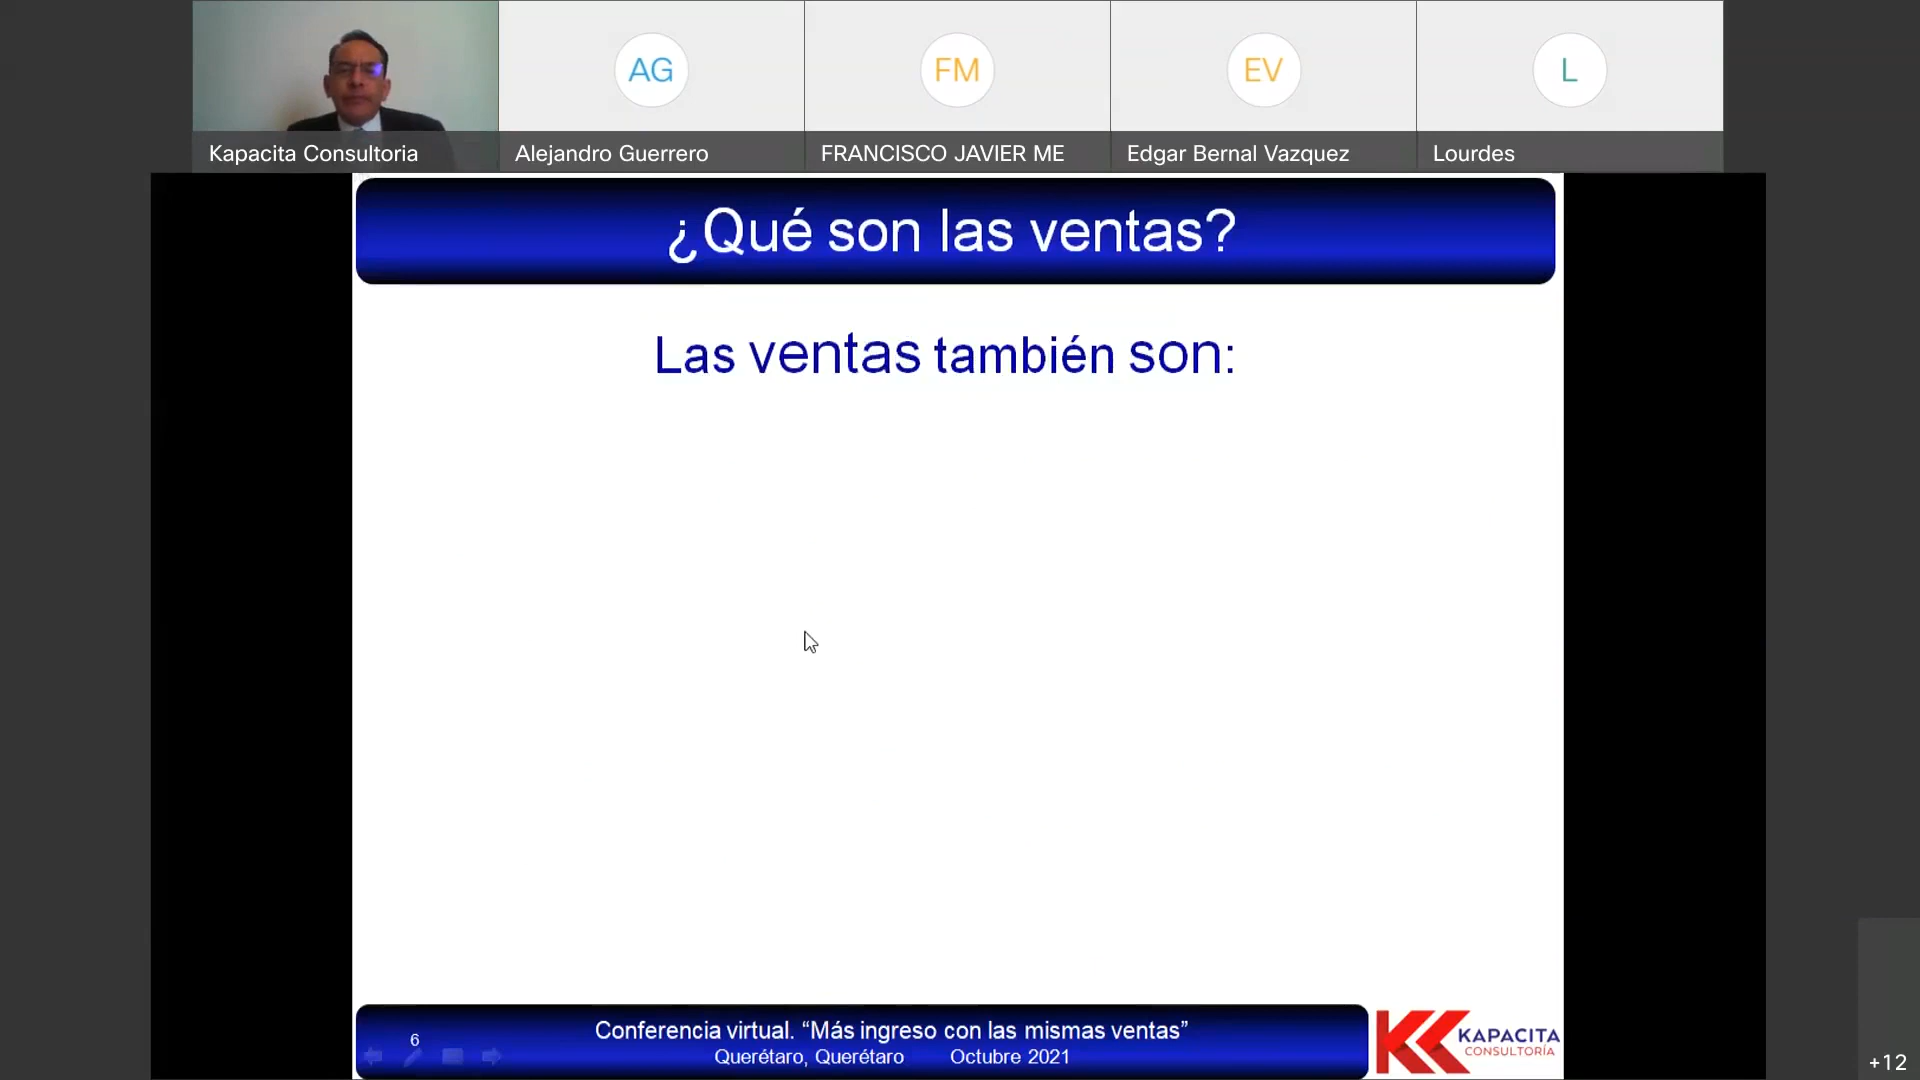 AG
FM
EV
L
Kapacita Consultoria
Alejandro Guerrero
FRANCISCO JAVIER ME
Edgar Bernal Vazquez
Lourdes
¿Qué son las ventas?
Las ventas también son:
6
Conferencia virtual. “Más ingreso con las mismas ventas”
Querétaro, Querétaro Octubre 2021
KAPACITA
CONSULTORÍA
+12